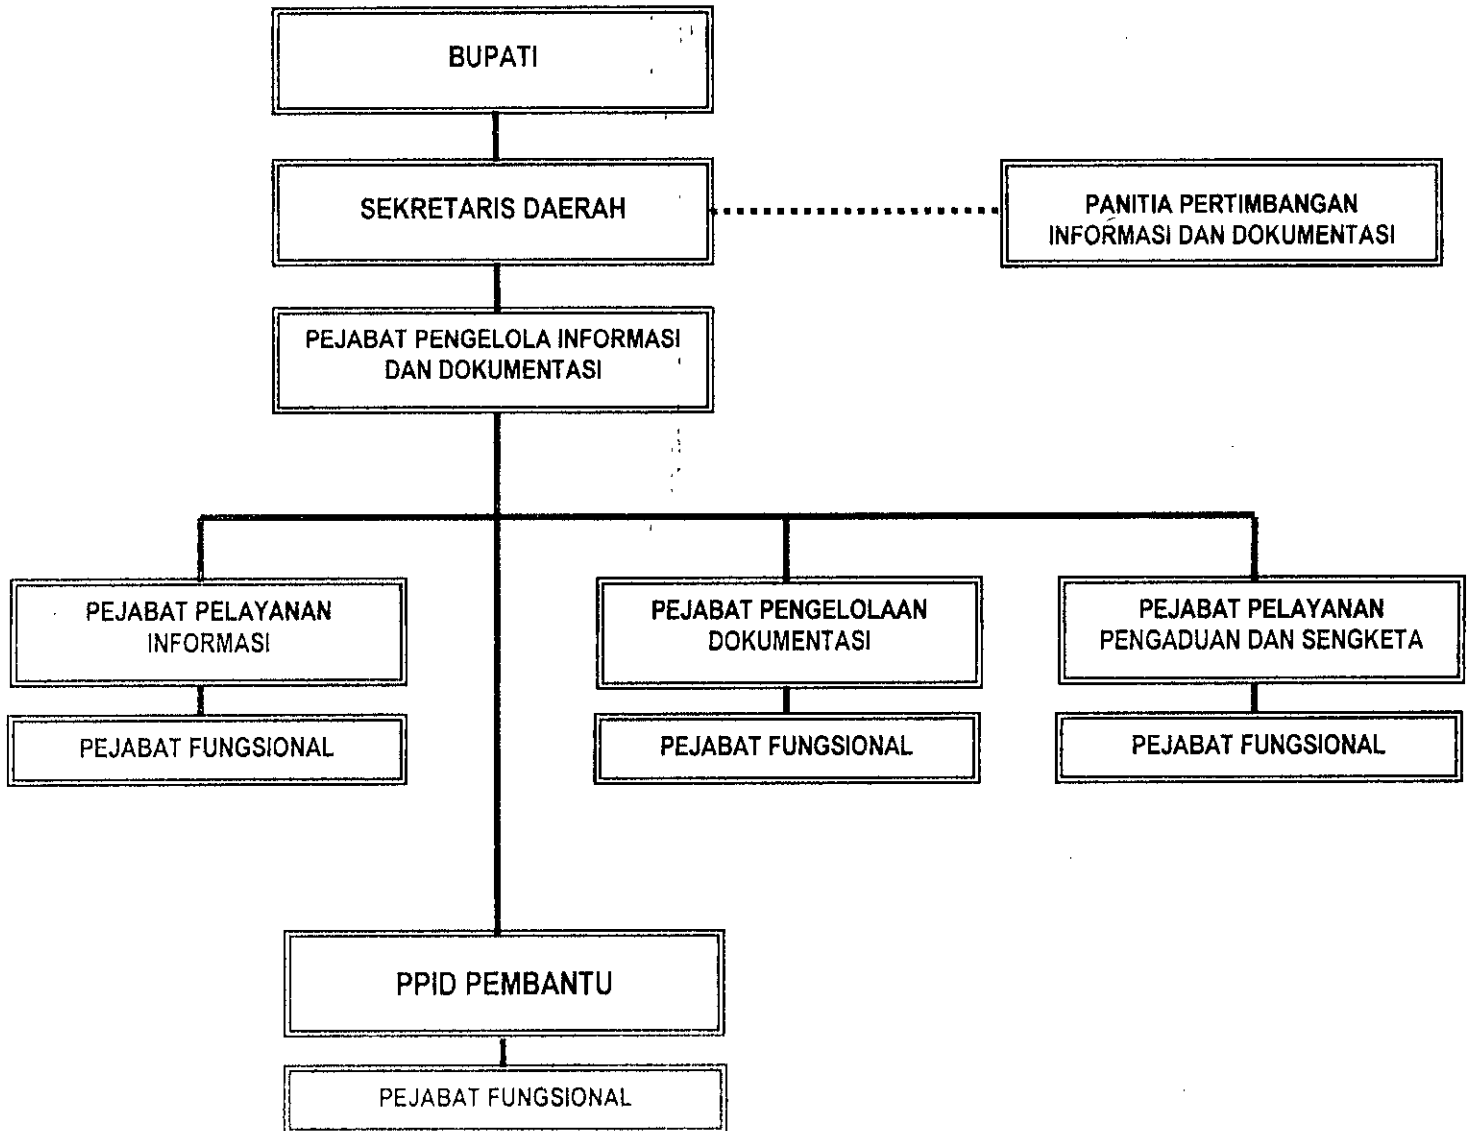 BUPATI
SEKRETARIS DAERAH
PANITIA PERTIMBANGAN
INFORMASI DAN DOKUMENTASI
PEJABAT PENGELOLA INFORMASI
DAN DOKUMENTASI
PEJABAT PELAYANAN
INFORMASI
PEJABAT PENGELOLAAN
DOKUMENTASI
PEJABAT PELAYANAN
PENGADUAN DAN SENGKETA
PEJABAT FUNGSIONAL
PEJABAT FUNGSIONAL
PEJABAT FUNGSIONAL
PPID PEMBANTU
PEJABAT FUNGSIONAL